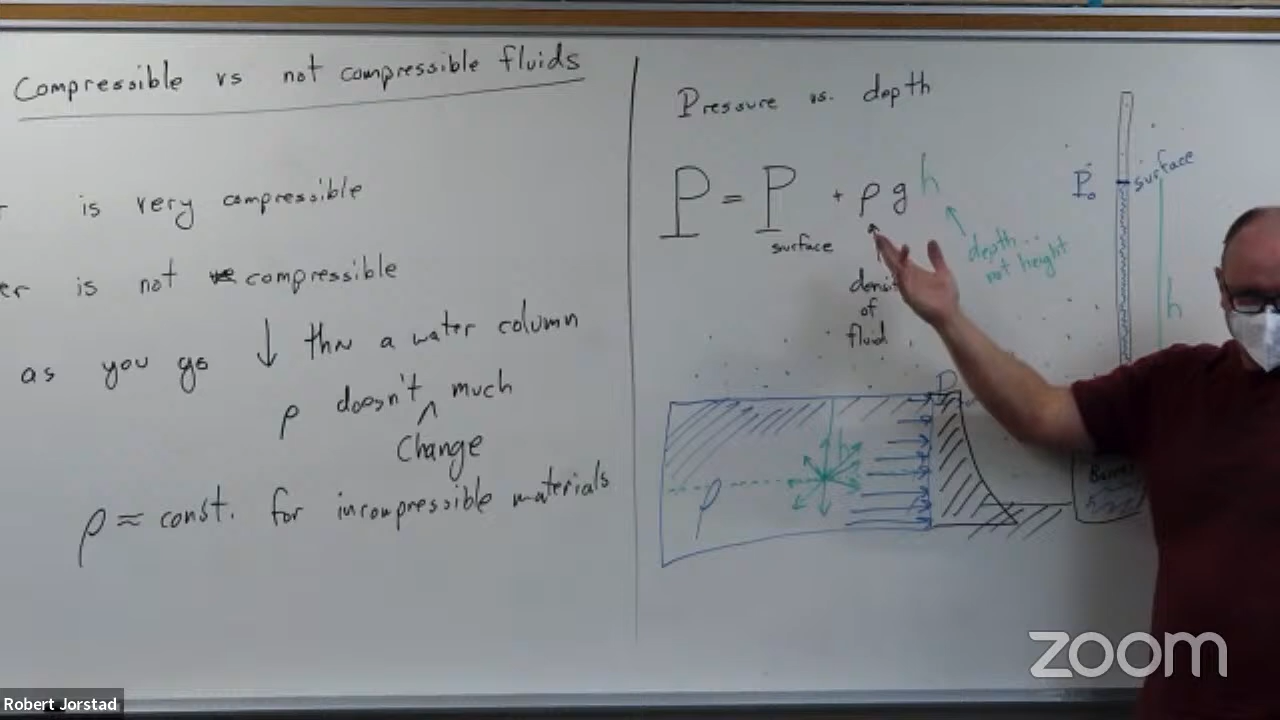 Compressible vs not compressible fluids
is very compressible
is not compressible
as you go ↓ thru a water column
ρ doesn't ^ much
change
ρ ≈ const. for incompressible materials
Pressure vs. depth
P = P surface + ρ g h
depth...
not height
of
fluid
P₀
surface
h
h
ρ
zoom
Robert Jorstad